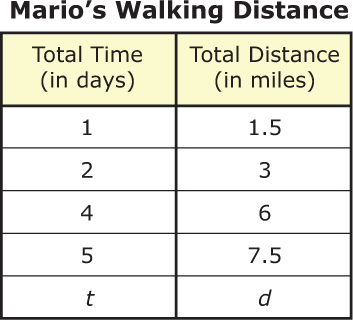 Mario's Walking Distance
Total Time Total Distance
(in days) (in miles)
1 1.5
2 3
4 6
5 7.5
t d